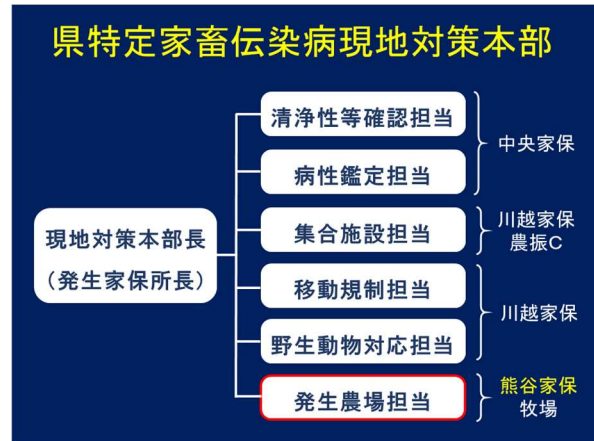 県特定家畜伝染病現地対策本部
清浄性等確認担当
病性鑑定担当
中央家保
現地対策本部長
(発生家保所長)
集合施設担当
川越家保
農振C
移動規制担当
野生動物対応担当
川越家保
発生農場担当
熊谷家保
牧場